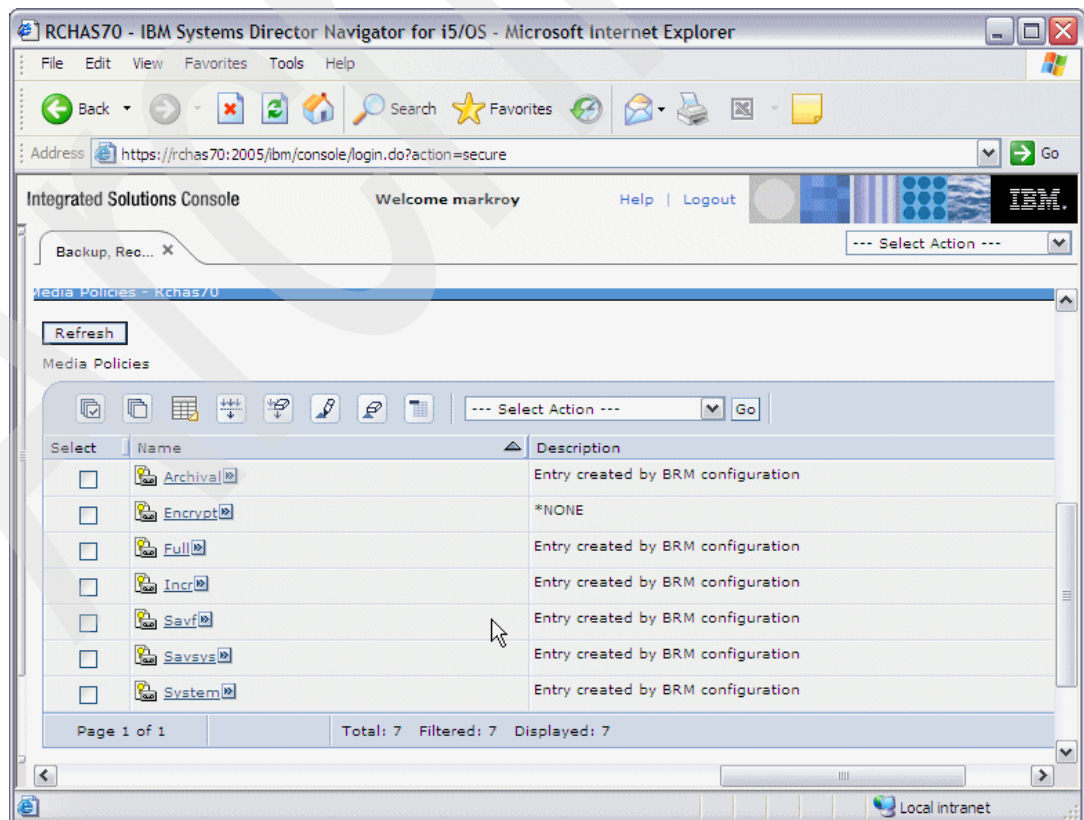 RCHAS70 - IBM Systems Director Navigator for i5/OS - Microsoft Internet Explorer
File Edit View Favorites Tools Help
Back Search Favorites
Address https://rchas70:2005/ibm/console/login.do?action=secure Go
Integrated Solutions Console Welcome markroy Help | Logout IBM.
Backup, Rec... X --- Select Action ---
Media Policies - Rchas70
Refresh
Media Policies
--- Select Action --- Go
Select Name Description
Archival Entry created by BRM configuration
Encrypt *NONE
Full Entry created by BRM configuration
Incr Entry created by BRM configuration
Savf Entry created by BRM configuration
Savsys Entry created by BRM configuration
System Entry created by BRM configuration
Page 1 of 1 Total: 7 Filtered: 7 Displayed: 7
Local intranet